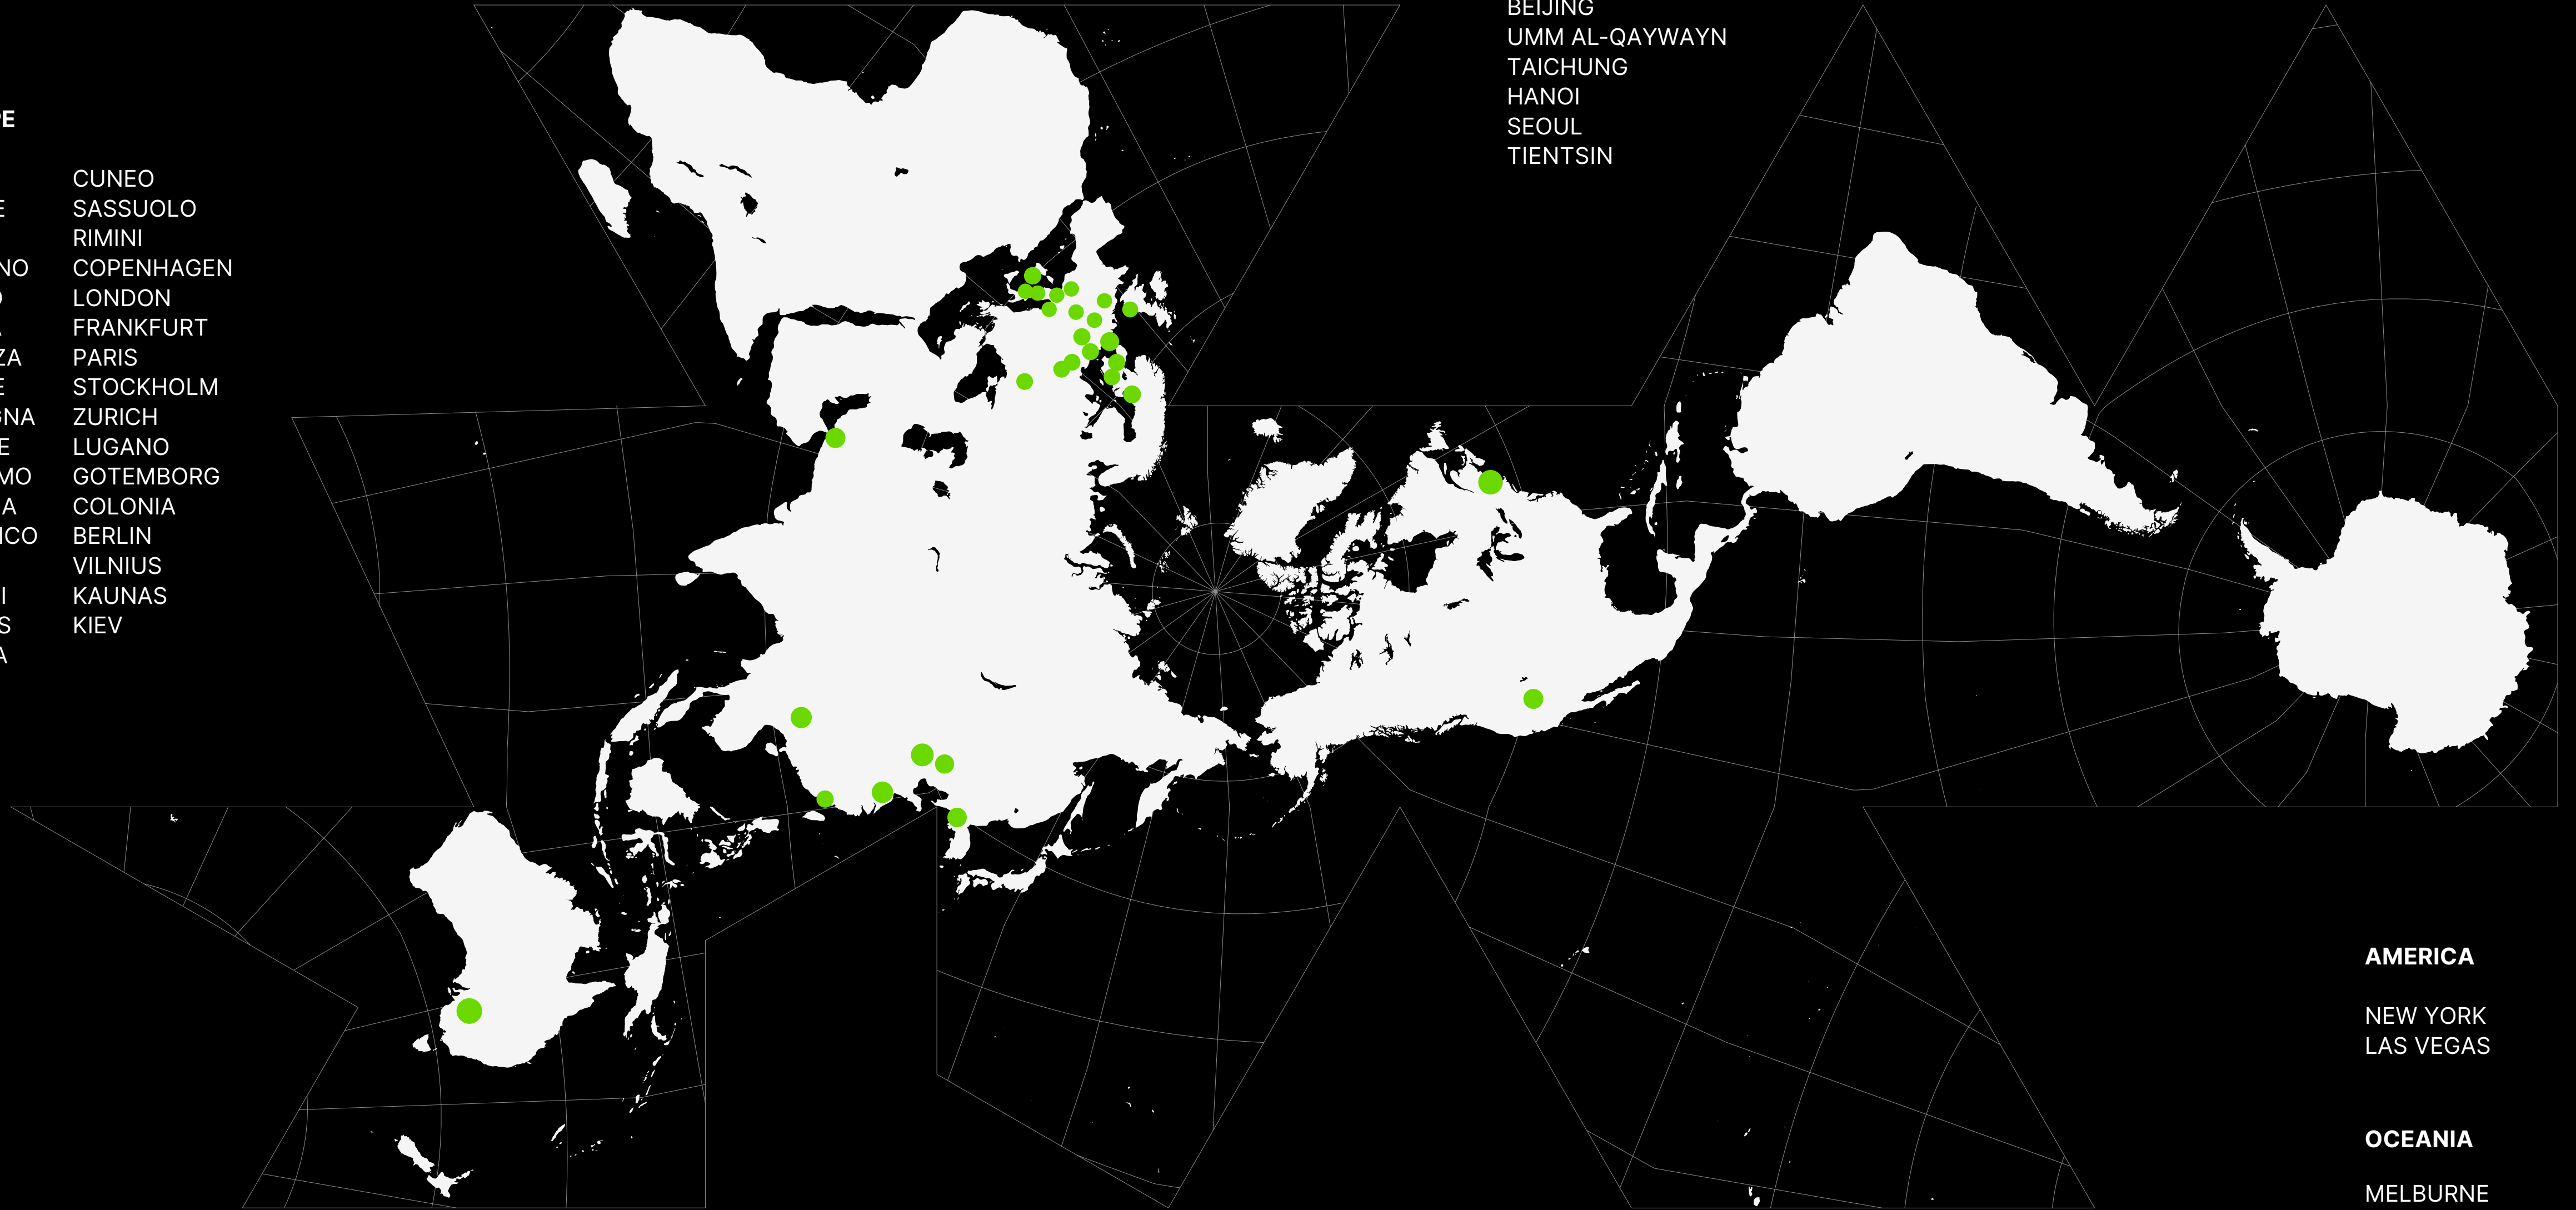 BEIJING
UMM AL-QAYWAYN
TAICHUNG
HANOI
SEOUL
TIENTSIN
CUNEO
SASSUOLO
RIMINI
COPENHAGEN
LONDON
FRANKFURT
PARIS
STOCKHOLM
ZURICH
LUGANO
GOTEMBORG
COLONIA
BERLIN
VILNIUS
KAUNAS
KIEV
AMERICA
NEW YORK
LAS VEGAS
OCEANIA
MELBURNE